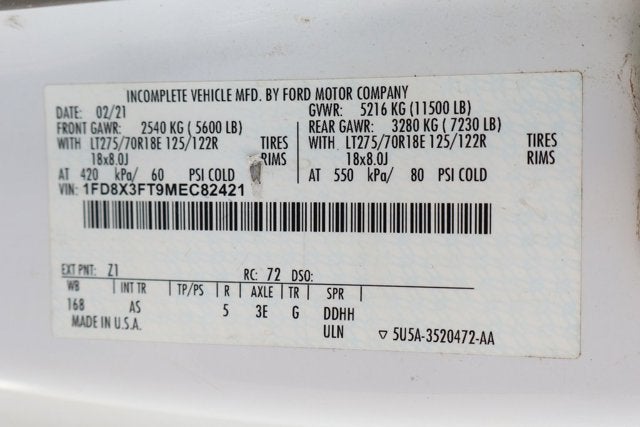 INCOMPLETE VEHICLE MFD. BY FORD MOTOR COMPANY
DATE: 02/21 GVWR: 5216 KG (11500 LB)
FRONT GAWR: 2540 KG ( 5600 LB) REAR GAWR: 3280 KG ( 7230 LB)
WITH LT275/70R18E 125/122R TIRES WITH LT275/70R18E 125/122R TIRES
18x8.0J RIMS 18x8.0J RIMS
AT 420 kPa/ 60 PSI COLD AT 550 kPa/ 80 PSI COLD
VIN: 1FD8X3FT9MEC82421
EXT PNT: Z1 RC: 72 DSO:
WB INT TR TP/PS R AXLE TR SPR
168 AS 5 3E G DDHH
MADE IN U.S.A. ULN ▽ 5U5A-3520472-AA